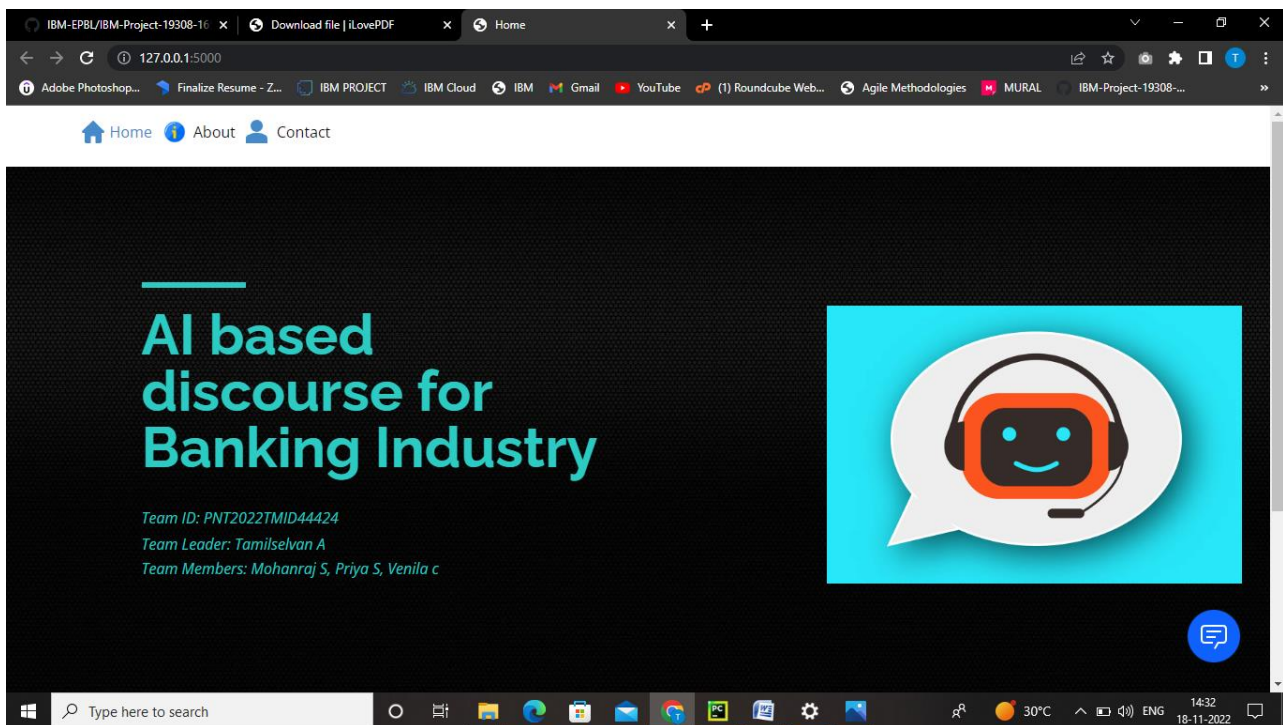 IBM-EPBL/IBM-Project-19308-16
Download file | iLovePDF
Home
127.0.0.1:5000
Adobe Photoshop...
Finalize Resume - Z...
IBM PROJECT
IBM Cloud
IBM
Gmail
YouTube
(1) Roundcube Web...
Agile Methodologies
MURAL
IBM-Project-19308-...
Home
About
Contact
AI based
discourse for
Banking Industry
Team ID: PNT2022TMID44424
Team Leader: Tamilselvan A
Team Members: Mohanraj S, Priya S, Venila c
Type here to search
30°C
ENG
14:32
18-11-2022